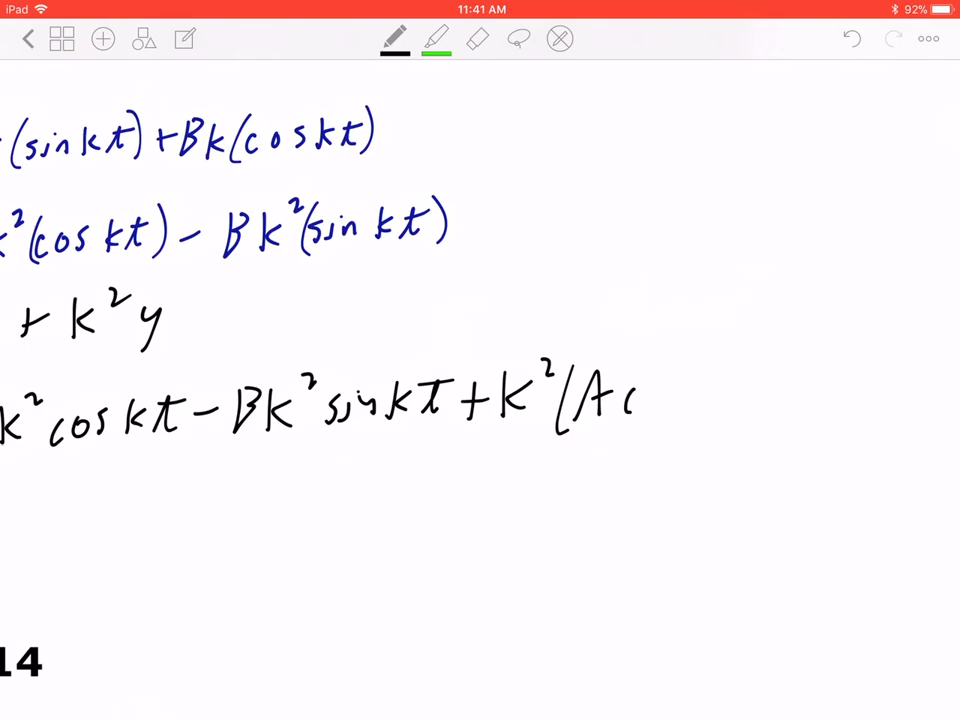 iPad 11:41 AM 92%
(sin kt) + Bk(cos kt)
k²(cos kt) - Bk²(sin kt)
+ k² y
k² cos kt - Bk² sin kt + k²(A c
14